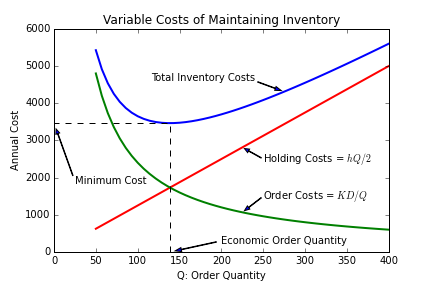 Variable Costs of Maintaining Inventory
6000
5000
4000
3000
2000
1000
0
Annual Cost
Total Inventory Costs
Holding Costs = hQ/2
Minimum Cost
Order Costs = KD/Q
Economic Order Quantity
0 50 100 150 200 250 300 350 400
Q: Order Quantity